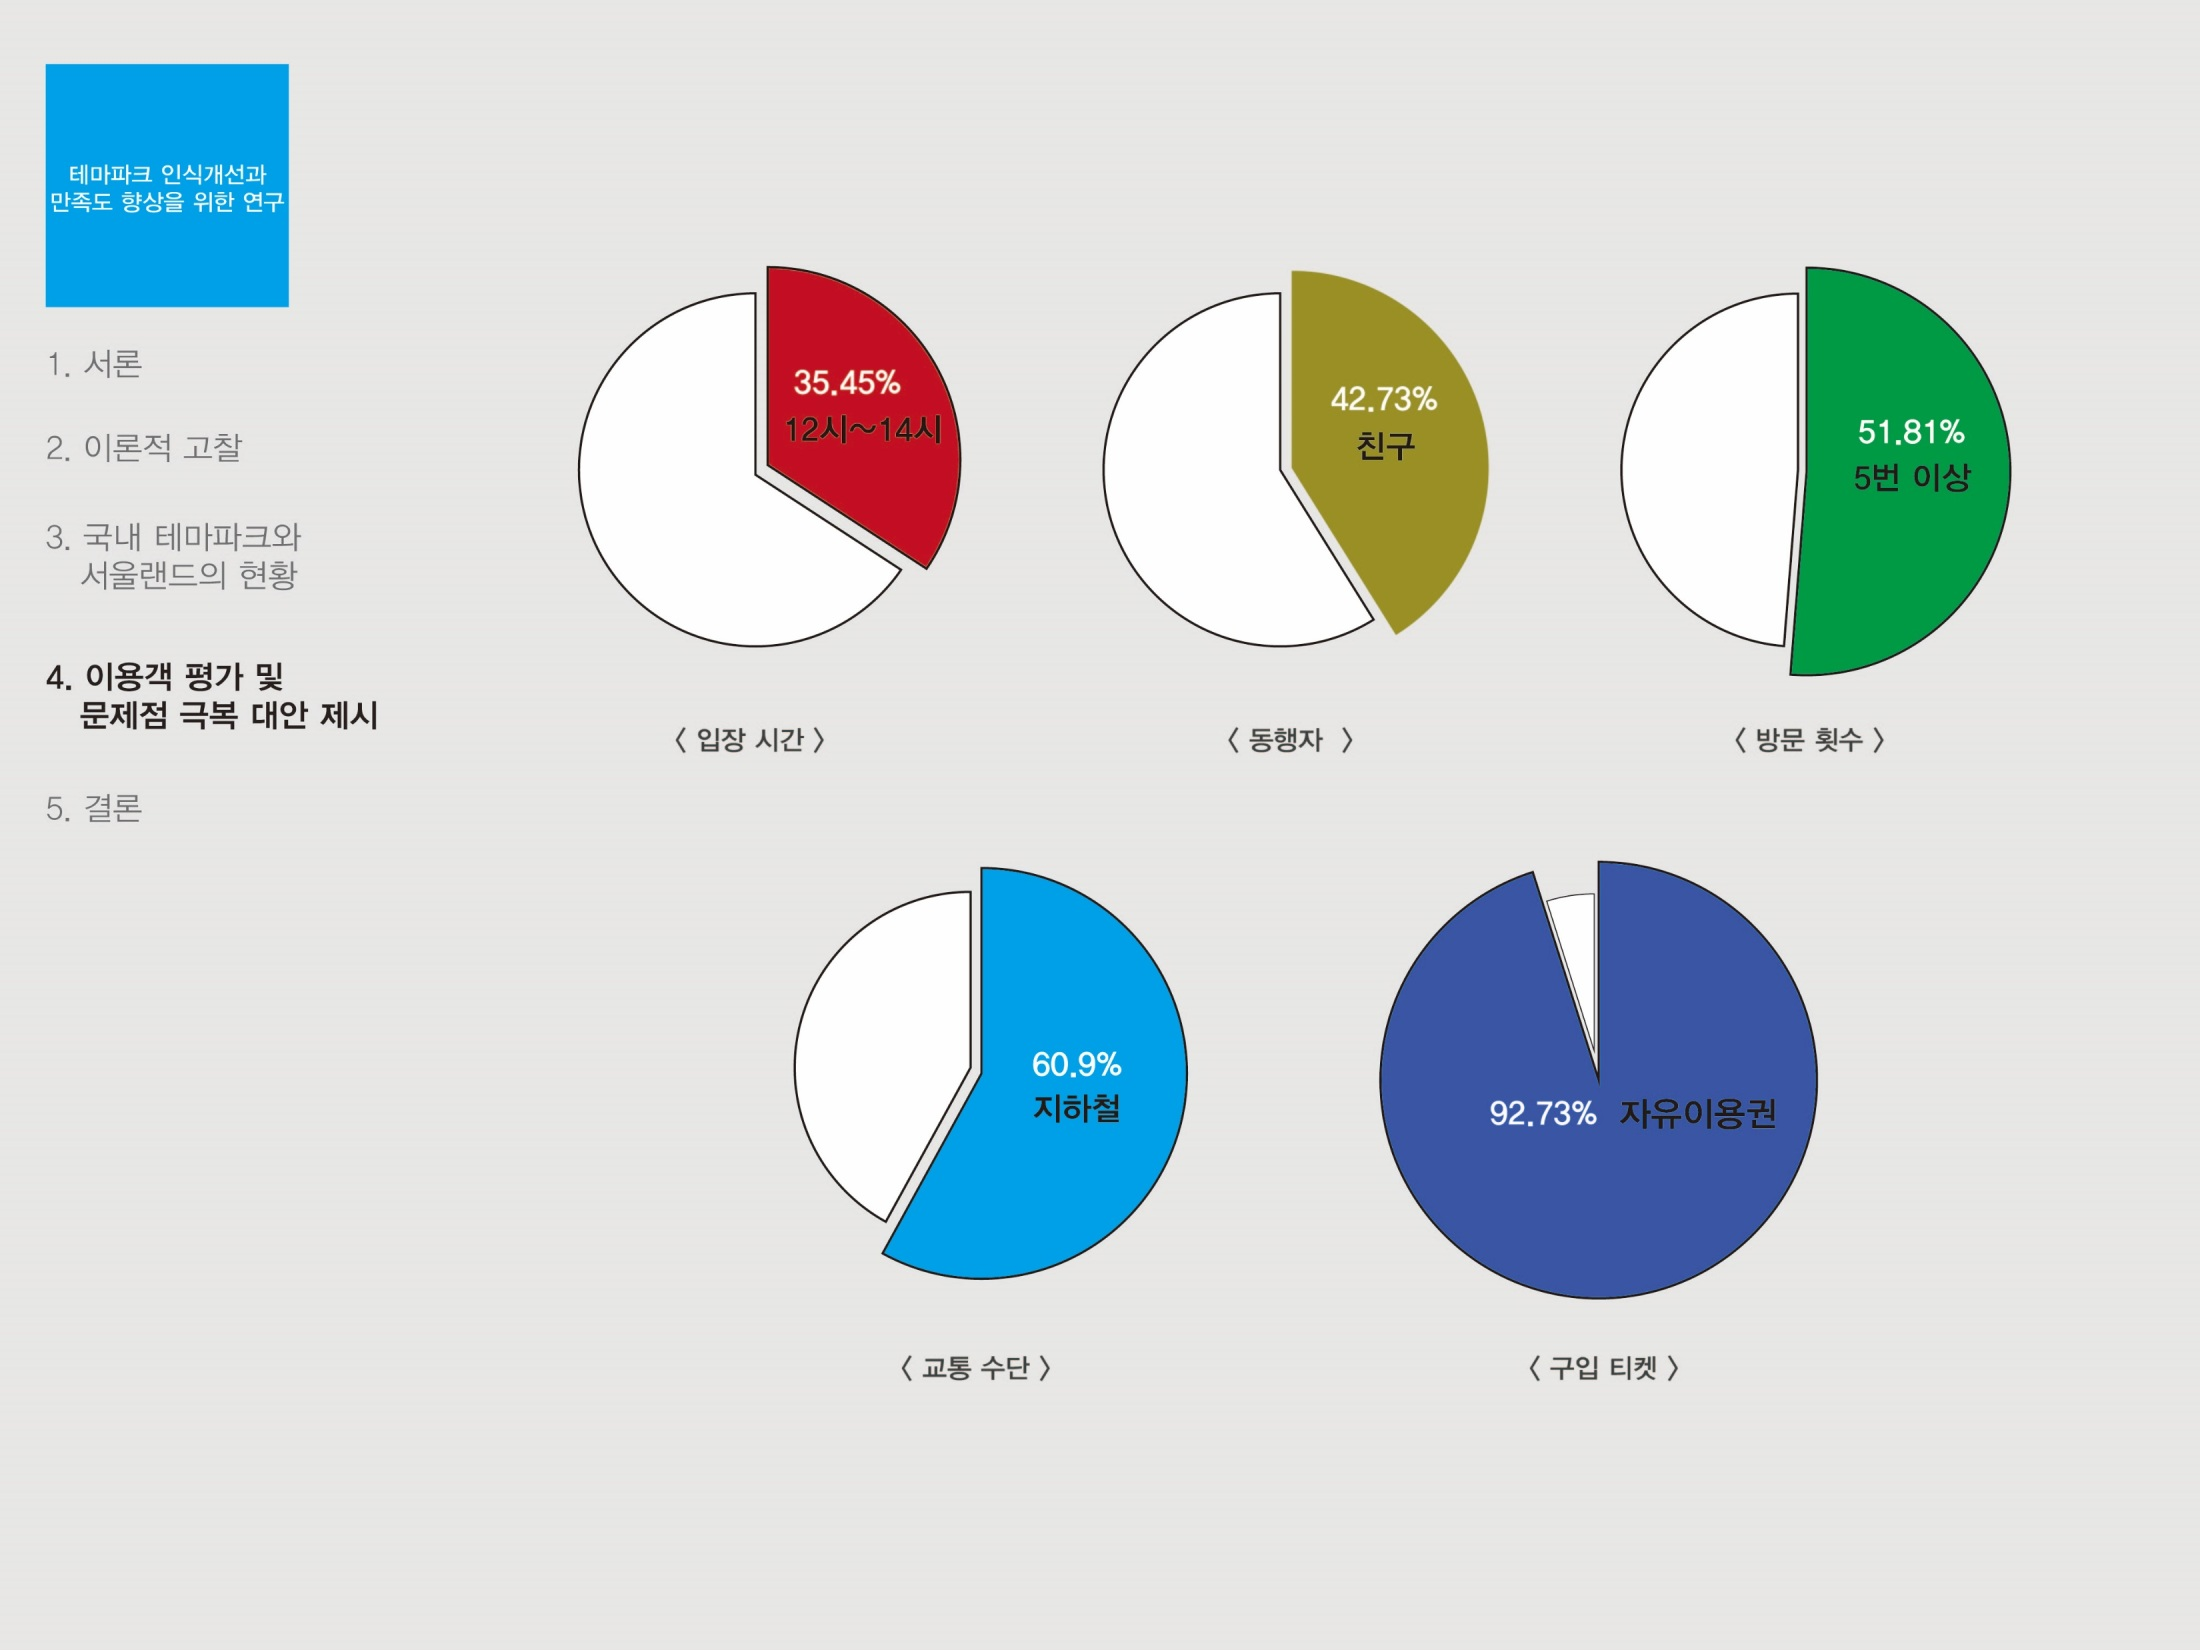 테마파크 인식개선과
만족도 향상을 위한 연구
1. 서론
2. 이론적 고찰
3. 국내 테마파크와
서울랜드의 현황
4. 이용객 평가 및
문제점 극복 대안 제시
5. 결론
35.45%
12시~14시
〈 입장 시간 〉
42.73%
친구
〈 동행자 〉
51.81%
5번 이상
〈 방문 횟수 〉
60.9%
지하철
〈 교통 수단 〉
92.73% 자유이용권
〈 구입 티켓 〉